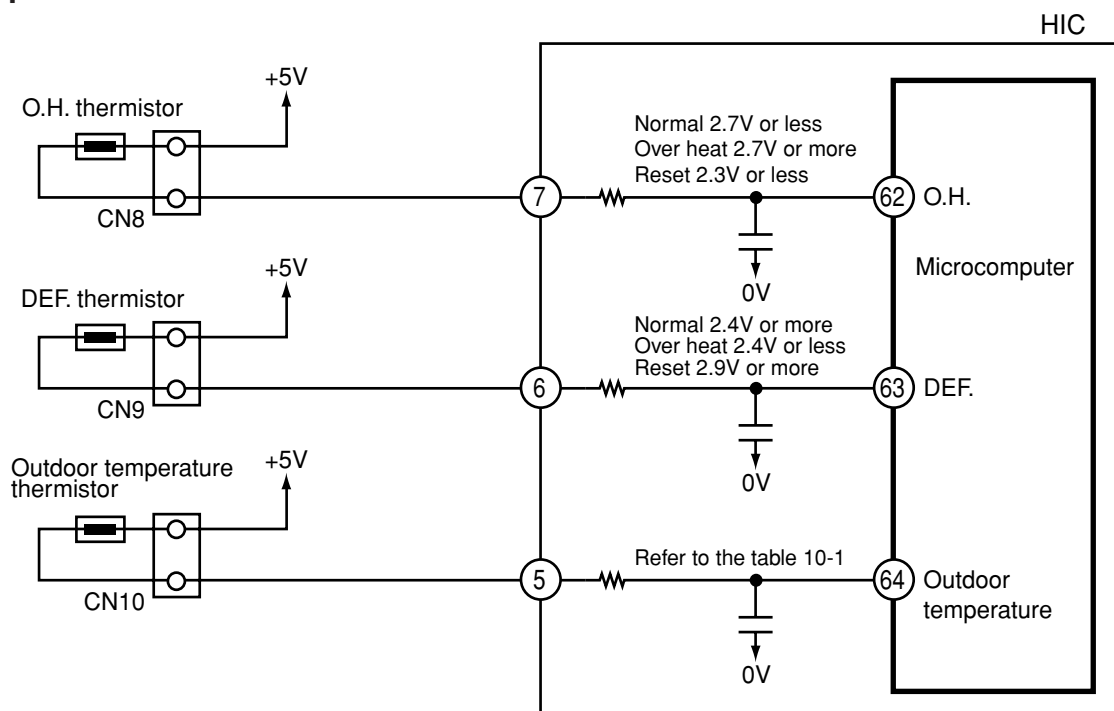 HIC
+5V
O.H. thermistor
CN8
7
Normal 2.7V or less
Over heat 2.7V or more
Reset 2.3V or less
0V
62
O.H.
Microcomputer
+5V
DEF. thermistor
CN9
6
Normal 2.4V or more
Over heat 2.4V or less
Reset 2.9V or more
0V
63
DEF.
+5V
Outdoor temperature
thermistor
CN10
5
Refer to the table 10-1
0V
64
Outdoor
temperature